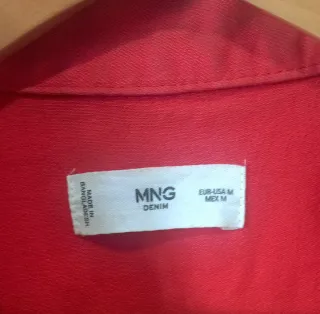 MADE IN
BANGLADESH
MNG
DENIM
EUR-USA M
MEX M